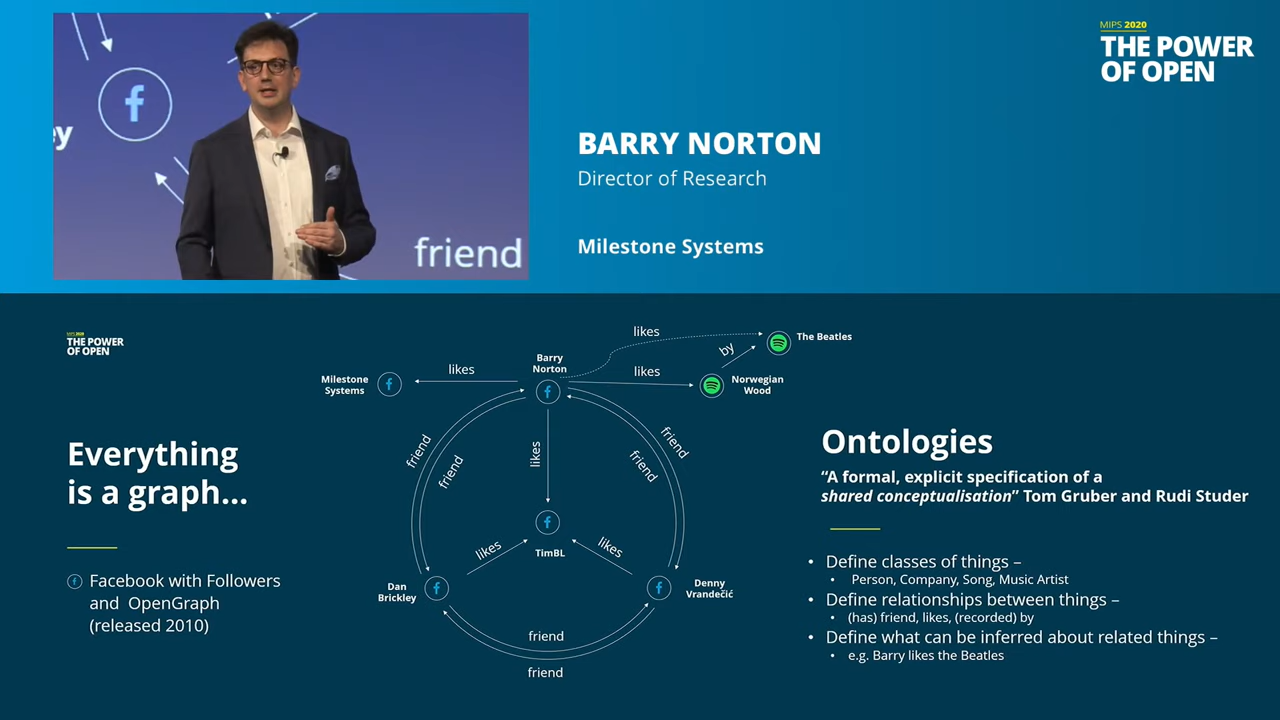 ey
friend
MIPS 2020
THE POWER
OF OPEN
BARRY NORTON
Director of Research
Milestone Systems
MIPS 2020
THE POWER
OF OPEN
Everything
is a graph...
Facebook with Followers
and OpenGraph
(released 2010)
likes
The Beatles
by
Barry
Norton
likes
likes
Milestone
Systems
Norwegian
Wood
friend
friend
likes
friend
friend
likes
likes
TimBL
Dan
Brickley
Denny
Vrandečić
friend
friend
Ontologies
“A formal, explicit specification of a
shared conceptualisation” Tom Gruber and Rudi Studer
• Define classes of things –
• Person, Company, Song, Music Artist
• Define relationships between things –
• (has) friend, likes, (recorded) by
• Define what can be inferred about related things –
• e.g. Barry likes the Beatles